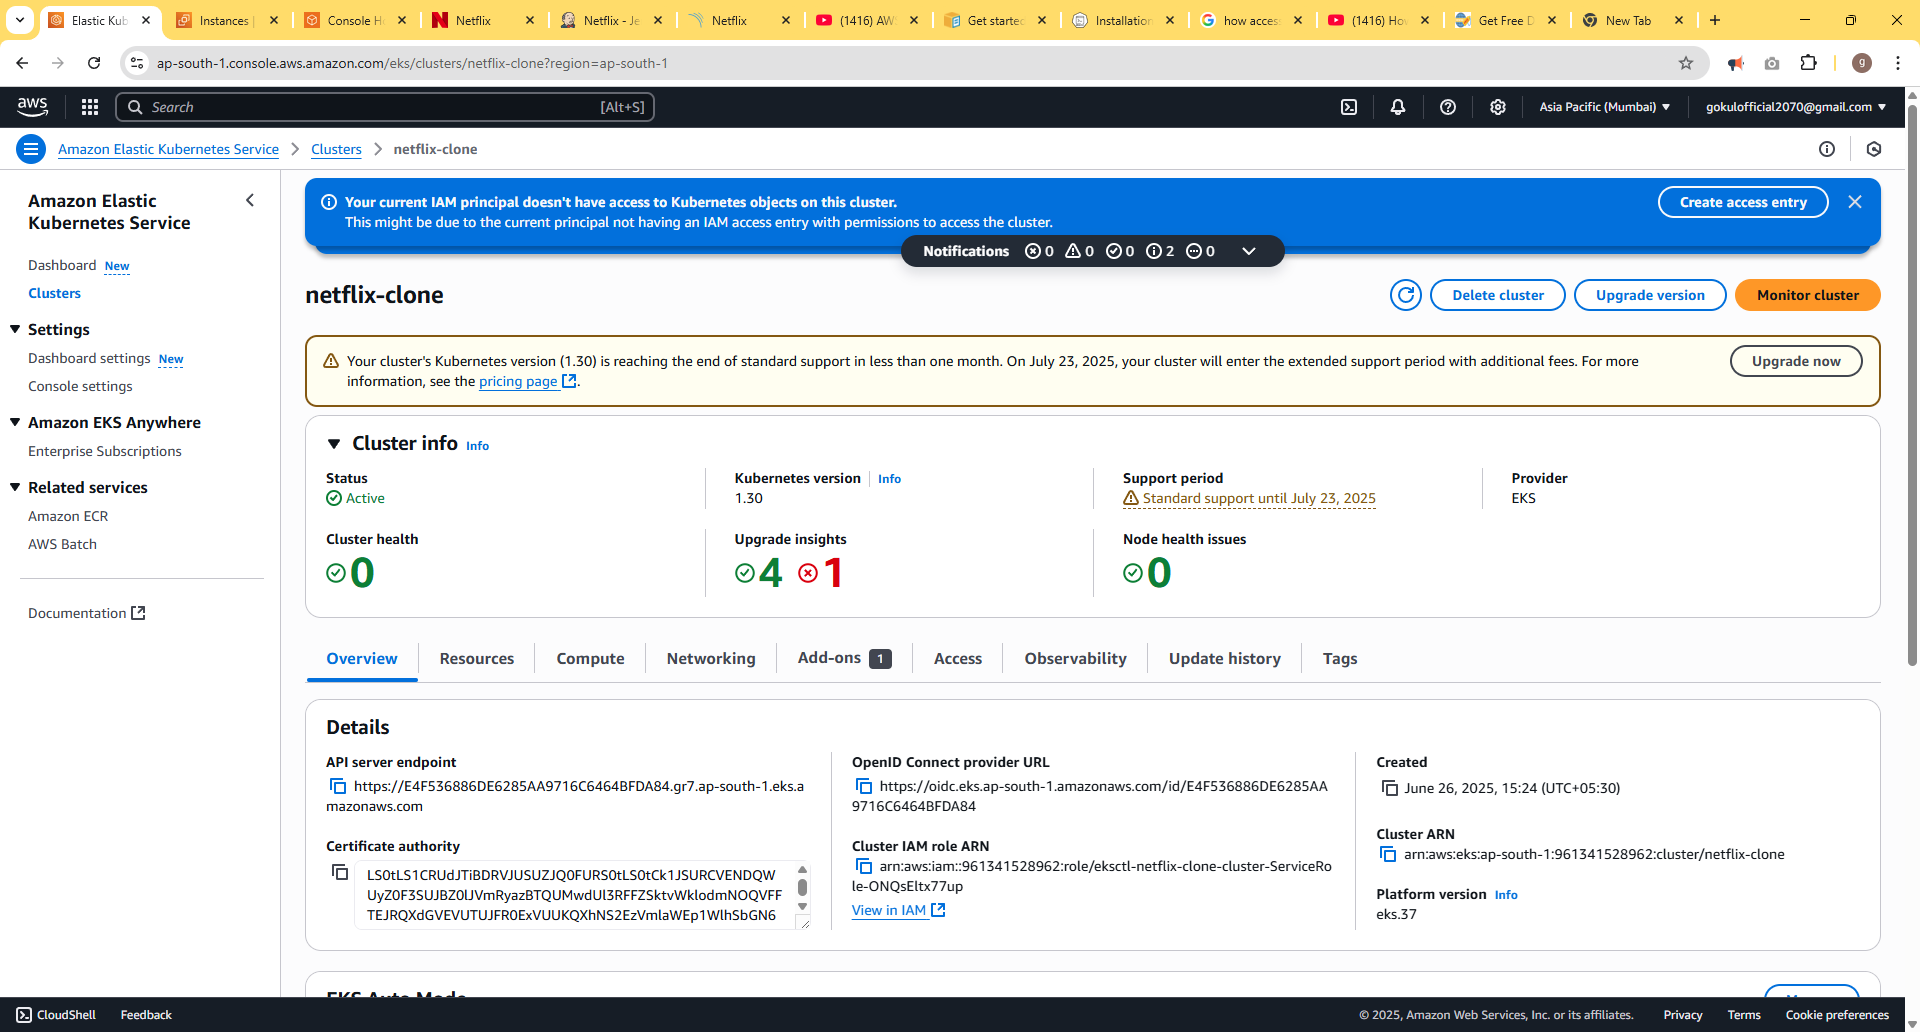 Elastic Kub
Instances
Console H
Netflix
Netflix - Je
Netflix
(1416) AW
Get started
Installation
how acces
(1416) Ho
Get Free D
New Tab
ap-south-1.console.aws.amazon.com/eks/clusters/netflix-clone?region=ap-south-1
g
aws
Search
[Alt+S]
Asia Pacific (Mumbai)
gokulofficial2070@gmail.com
Amazon Elastic Kubernetes Service
Clusters
netflix-clone
Amazon Elastic
Kubernetes Service
Dashboard New
Clusters
Settings
Dashboard settings New
Console settings
Amazon EKS Anywhere
Enterprise Subscriptions
Related services
Amazon ECR
AWS Batch
Documentation
Your current IAM principal doesn't have access to Kubernetes objects on this cluster.
This might be due to the current principal not having an IAM access entry with permissions to access the cluster.
Create access entry
Notifications 0 0 0 2 0
netflix-clone
Delete cluster
Upgrade version
Monitor cluster
Your cluster's Kubernetes version (1.30) is reaching the end of standard support in less than one month. On July 23, 2025, your cluster will enter the extended support period with additional fees. For more
information, see the pricing page.
Upgrade now
Cluster info Info
Status
Active
Kubernetes version Info
1.30
Support period
Standard support until July 23, 2025
Provider
EKS
Cluster health
0
Upgrade insights
4 1
Node health issues
0
Overview
Resources
Compute
Networking
Add-ons 1
Access
Observability
Update history
Tags
Details
API server endpoint
https://E4F536886DE6285AA9716C6464BFDA84.gr7.ap-south-1.eks.a
mazonaws.com
Certificate authority
LS0tLS1CRUdJTiBDRVJUSUZJQ0FURS0tLS0tCk1JSURCVENDQW
UyZ0F3SUJBZ0lJVmRyazBTQUMwdUl3RFFZSktvWklodmNOQVFF
TEJRQXdGVEVUTUJFR0ExVUUKQXhNS2EzVmlaWEp1WlhSbGN6
OpenID Connect provider URL
https://oidc.eks.ap-south-1.amazonaws.com/id/E4F536886DE6285AA
9716C6464BFDA84
Cluster IAM role ARN
arn:aws:iam::961341528962:role/eksctl-netflix-clone-cluster-ServiceRo
le-ONQsEltx77up
View in IAM
Created
June 26, 2025, 15:24 (UTC+05:30)
Cluster ARN
arn:aws:eks:ap-south-1:961341528962:cluster/netflix-clone
Platform version Info
eks.37
EKS Auto Mode
CloudShell
Feedback
© 2025, Amazon Web Services, Inc. or its affiliates.
Privacy
Terms
Cookie preferences